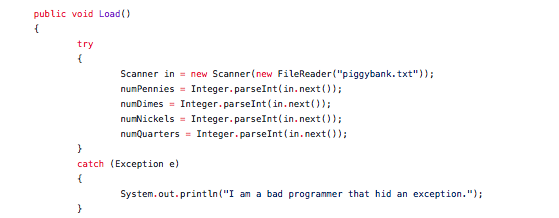 public void Load()
{
try
{
Scanner in = new Scanner(new FileReader("piggybank.txt"));
numPennies = Integer.parseInt(in.next());
numDimes = Integer.parseInt(in.next());
numNickels = Integer.parseInt(in.next());
numQuarters = Integer.parseInt(in.next());
}
catch (Exception e)
{
System.out.println("I am a bad programmer that hid an exception.");
}